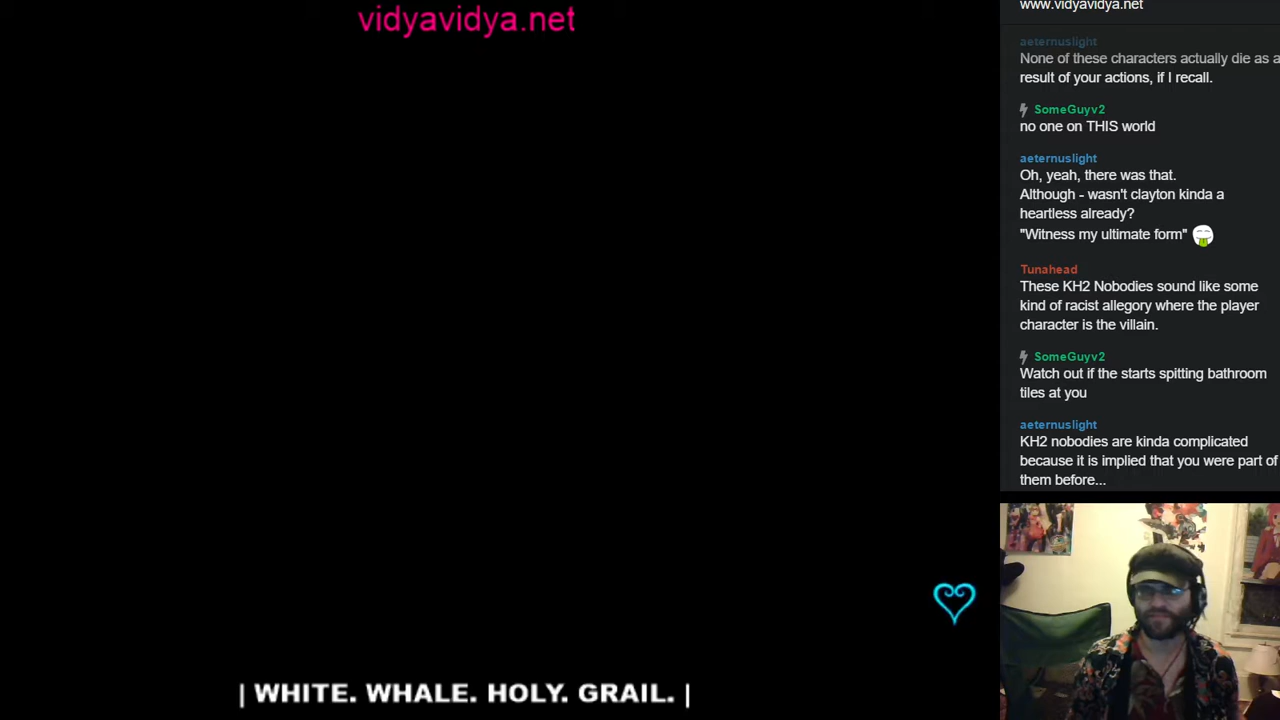 vidyavidya.net
www.vidyavidya.net
aeternuslight
None of these characters actually die as a
result of your actions, if I recall.
SomeGuyv2
no one on THIS world
aeternuslight
Oh, yeah, there was that.
Although - wasn't clayton kinda a
heartless already?
"Witness my ultimate form"
Tunahead
These KH2 Nobodies sound like some
kind of racist allegory where the player
character is the villain.
SomeGuyv2
Watch out if the starts spitting bathroom
tiles at you
aeternuslight
KH2 nobodies are kinda complicated
because it is implied that you were part of
them before...
| WHITE. WHALE. HOLY. GRAIL. |